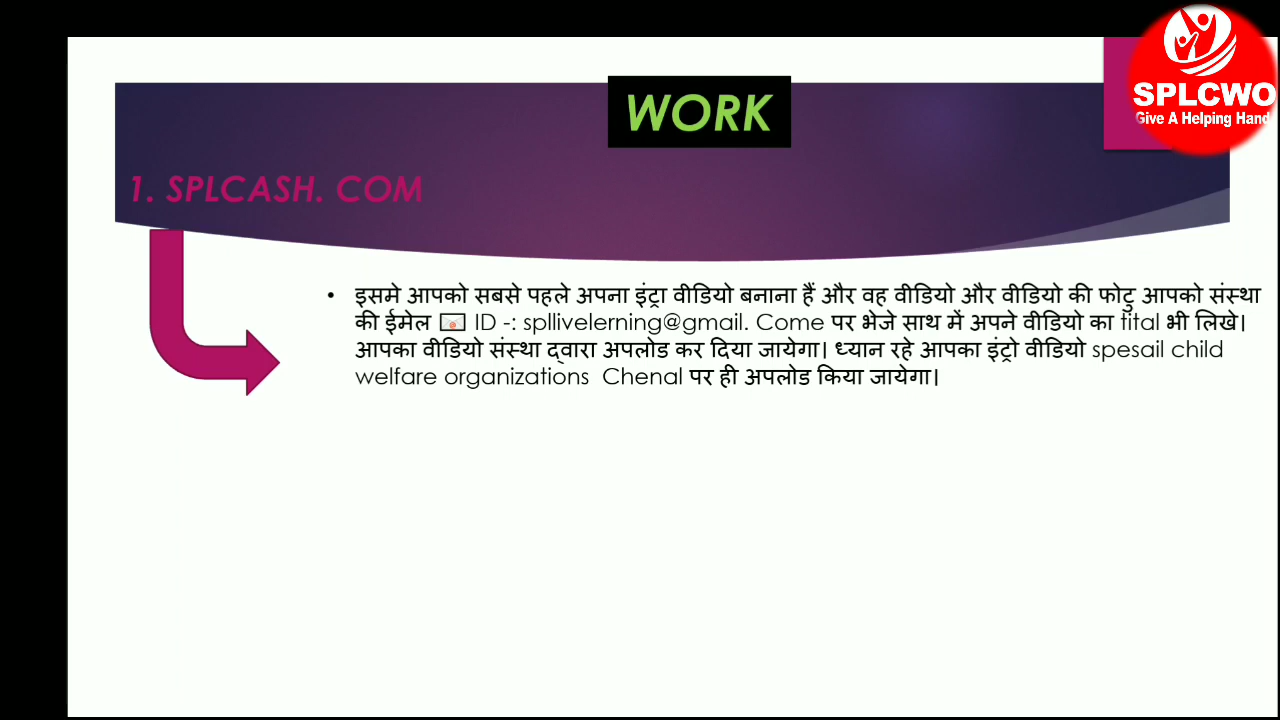 SPLCWO
Give A Helping Hand
WORK
1. SPLCASH. COM
• इसमे आपको सबसे पहले अपना इंट्रा वीडियो बनाना हैं और वह वीडियो और वीडियो की फोटु आपको संस्था
की ईमेल 📧 ID -: spllivelerning@gmail. Come पर भेजे साथ में अपने वीडियो का tital भी लिखे।
आपका वीडियो संस्था द्वारा अपलोड कर दिया जायेगा। ध्यान रहे आपका इंट्रो वीडियो spesail child
welfare organizations Chenal पर ही अपलोड किया जायेगा।